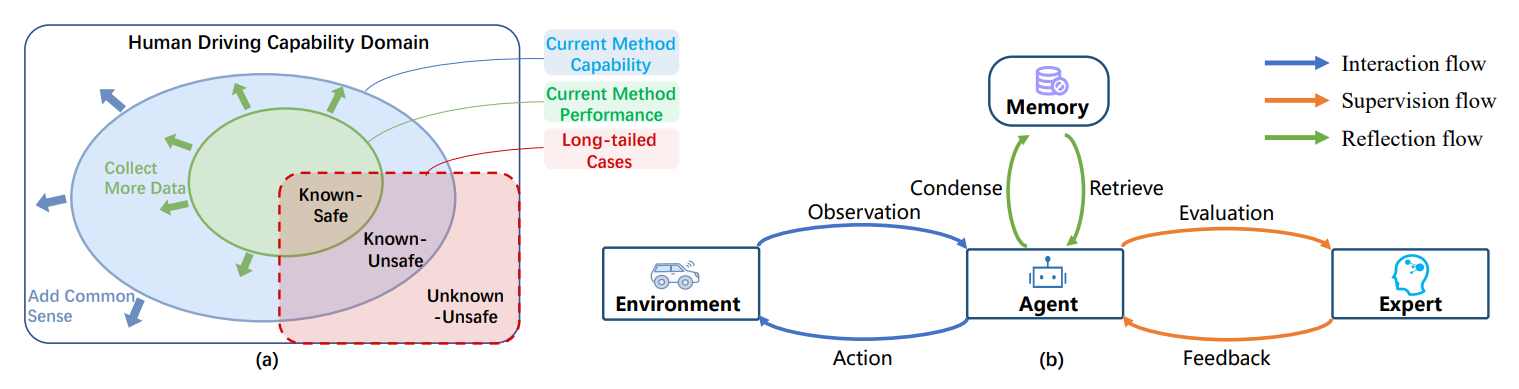 Human Driving Capability Domain
Current Method
Capability
Current Method
Performance
Long-tailed
Cases
Collect
More Data
Known-
Safe
Known-
Unsafe
Unknown
-Unsafe
Add Common
Sense
(a)
Memory
Condense
Retrieve
Observation
Evaluation
Environment
Agent
Expert
Action
Feedback
(b)
Interaction flow
Supervision flow
Reflection flow